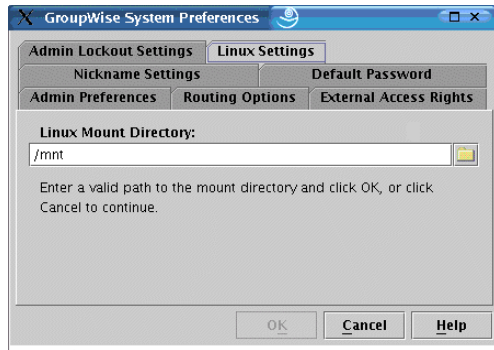 GroupWise System Preferences
Admin Lockout Settings Linux Settings
Nickname Settings Default Password
Admin Preferences Routing Options External Access Rights
Linux Mount Directory:
/mnt
Enter a valid path to the mount directory and click OK, or click
Cancel to continue.
OK Cancel Help